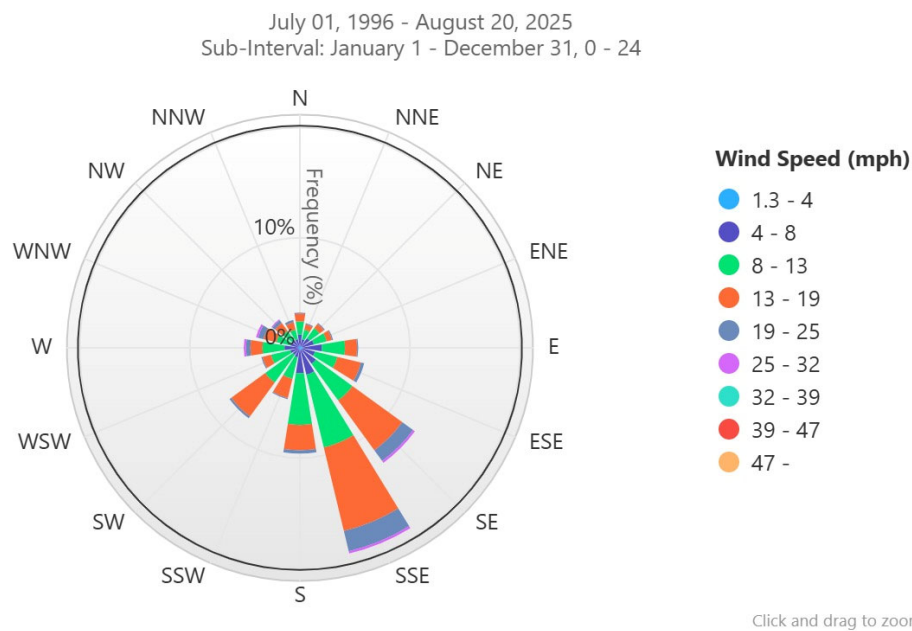 July 01, 1996 - August 20, 2025
Sub-Interval: January 1 - December 31, 0 - 24
N
NNW
NNE
NW
NE
WNW
ENE
W
E
WSW
ESE
SW
SE
SSW
SSE
S
Frequency (%)
10%
0%
Wind Speed (mph)
1.3 - 4
4 - 8
8 - 13
13 - 19
19 - 25
25 - 32
32 - 39
39 - 47
47 -
Click and drag to zoom